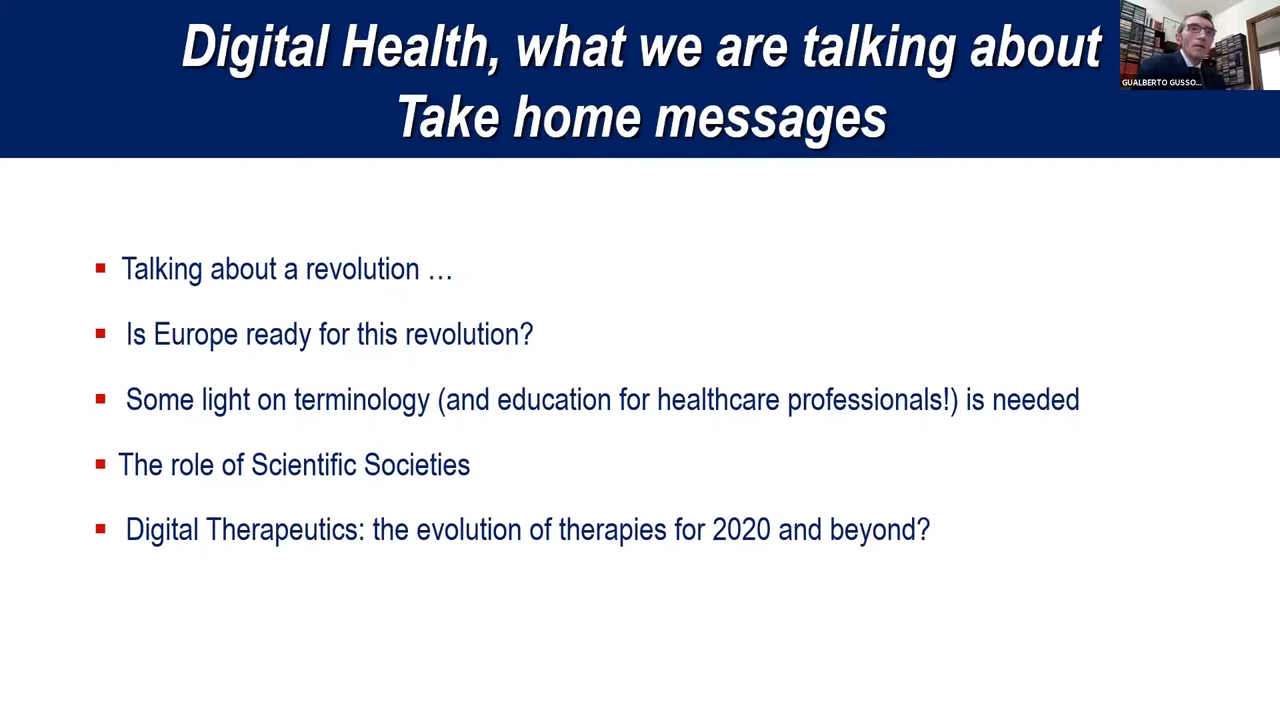 Digital Health, what we are talking about
Take home messages
GUALBERTO GUSSO...
Talking about a revolution …
Is Europe ready for this revolution?
Some light on terminology (and education for healthcare professionals!) is needed
The role of Scientific Societies
Digital Therapeutics: the evolution of therapies for 2020 and beyond?